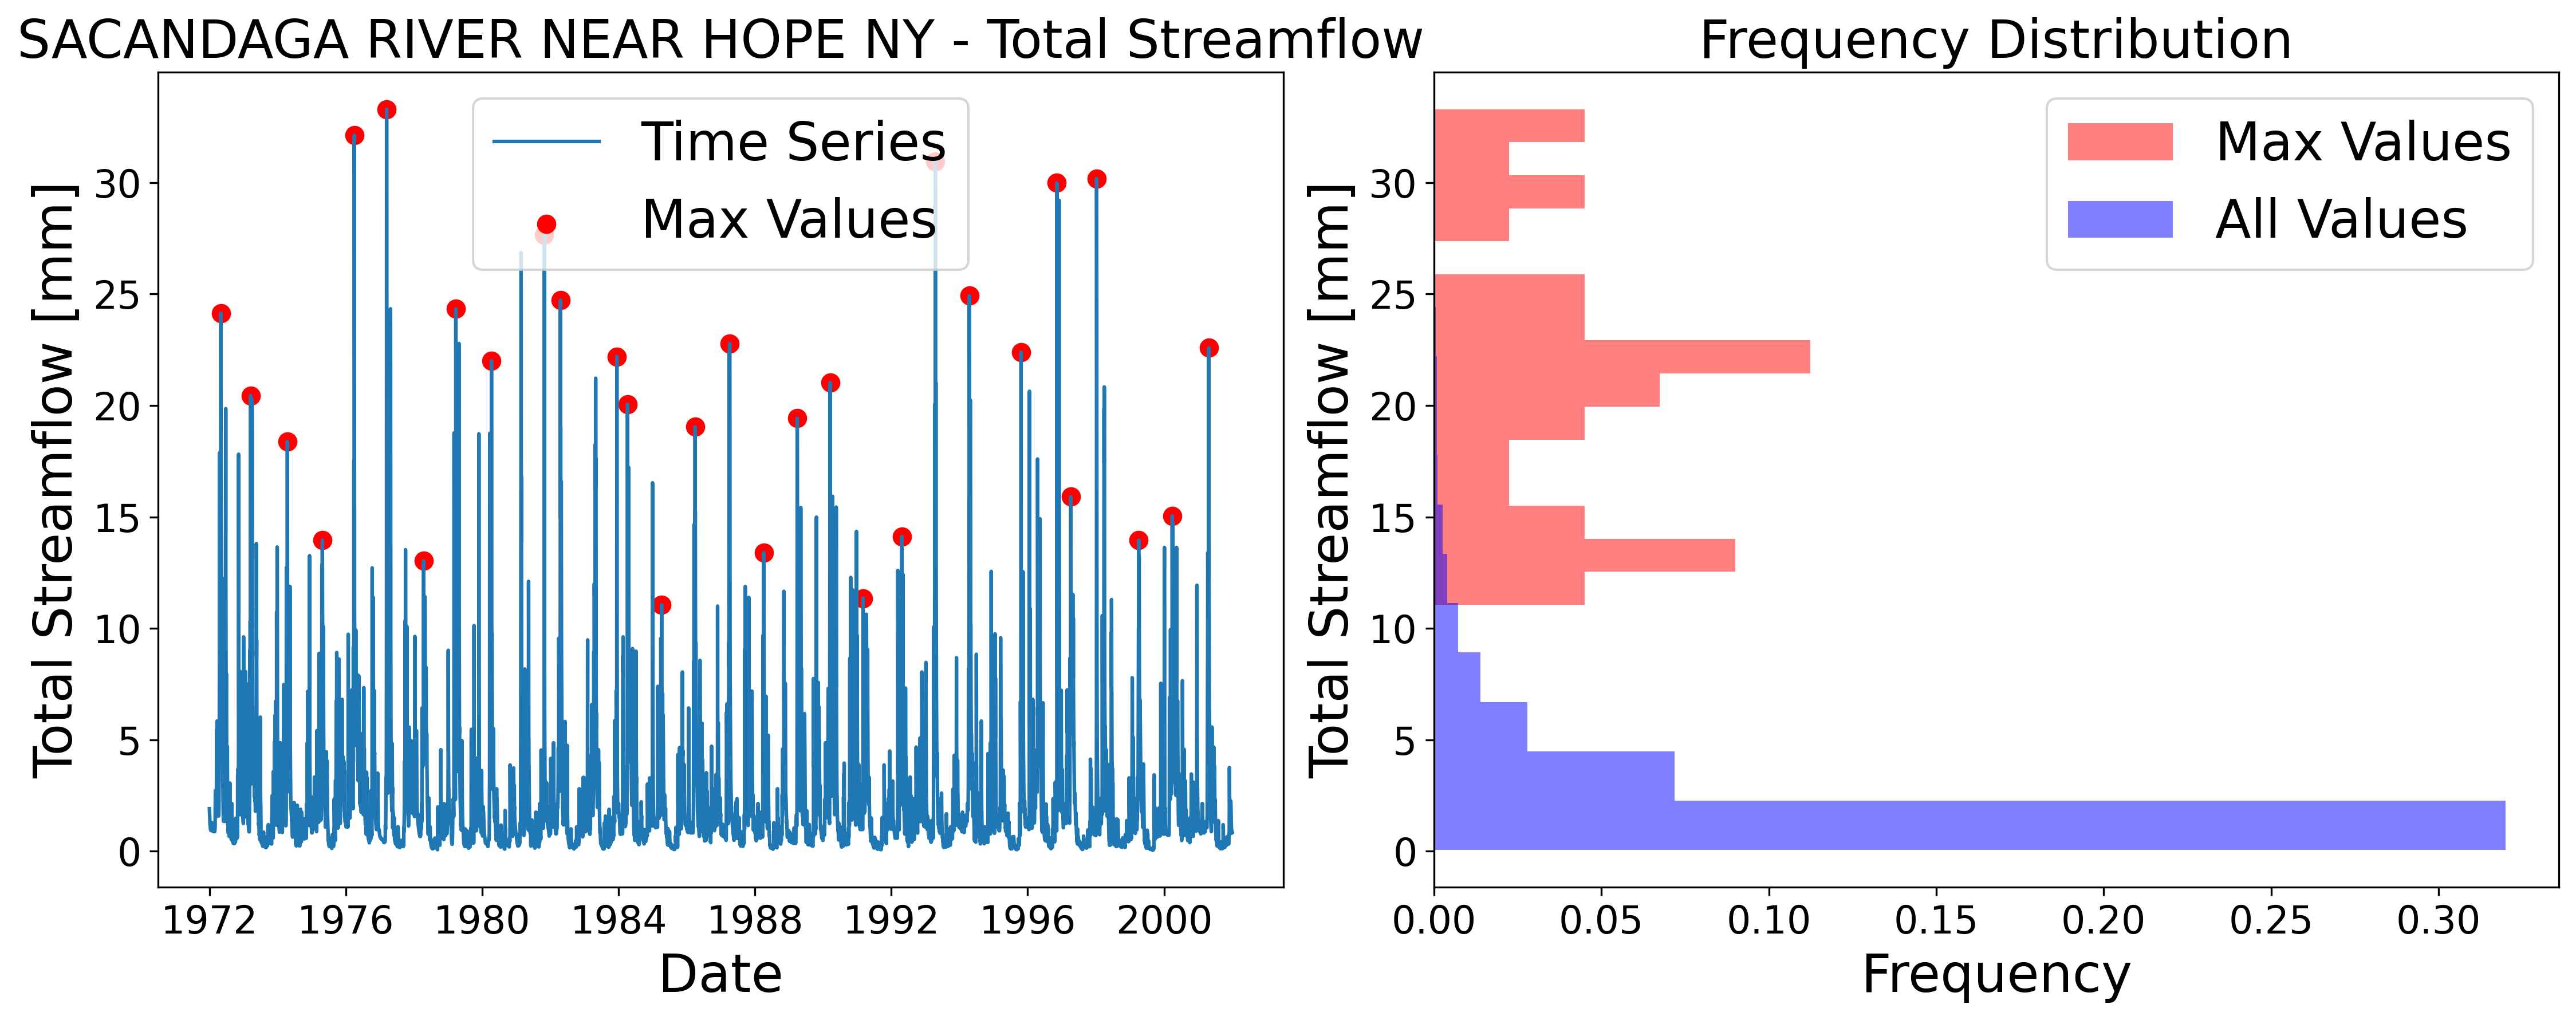 SACANDAGA RIVER NEAR HOPE NY - Total Streamflow
Time Series
Max Values
Total Streamflow [mm]
30
25
20
15
10
5
0
1972 1976 1980 1984 1988 1992 1996 2000
Date
Frequency Distribution
Max Values
All Values
Total Streamflow [mm]
30
25
20
15
10
5
0
0.00 0.05 0.10 0.15 0.20 0.25 0.30
Frequency